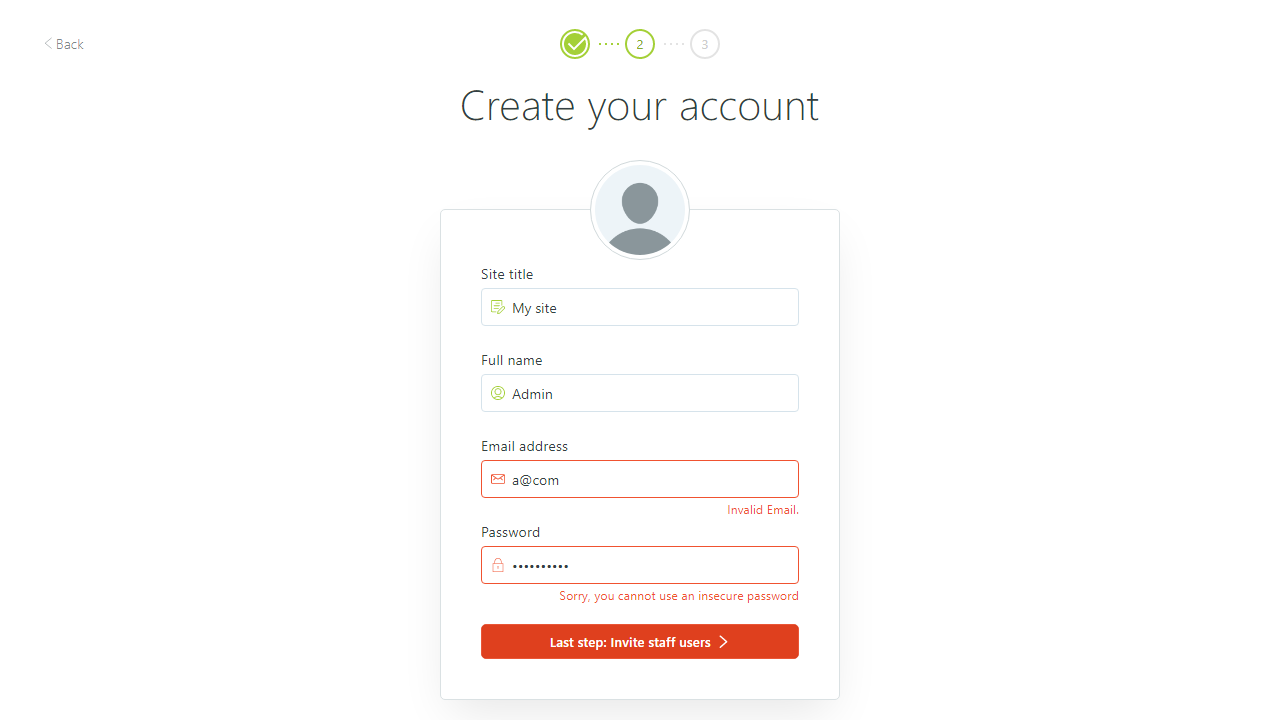 Back
2
3
Create your account
Site title
My site
Full name
Admin
Email address
a@com
Invalid Email.
Password
••••••••••
Sorry, you cannot use an insecure password
Last step: Invite staff users